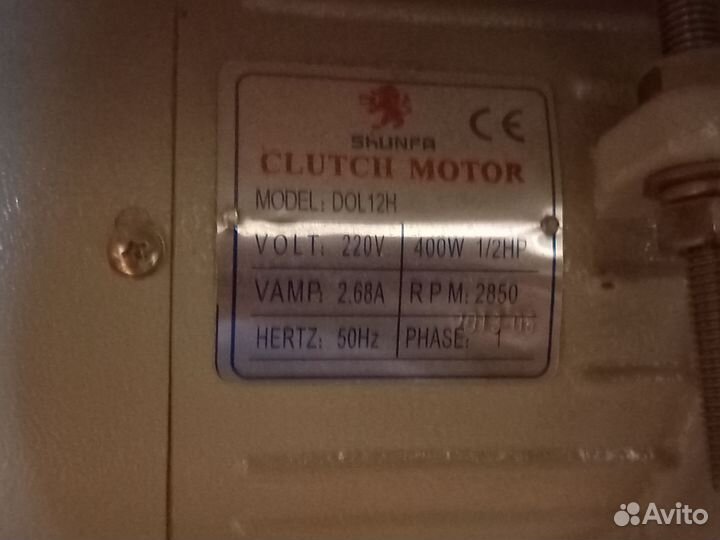 SHUNFA
CE
CLUTCH MOTOR
MODEL: DOL12H
VOLT: 220V 400W 1/2HP
VAMP: 2.68A RPM: 2850
HERTZ: 50Hz PHASE: 1
Avito